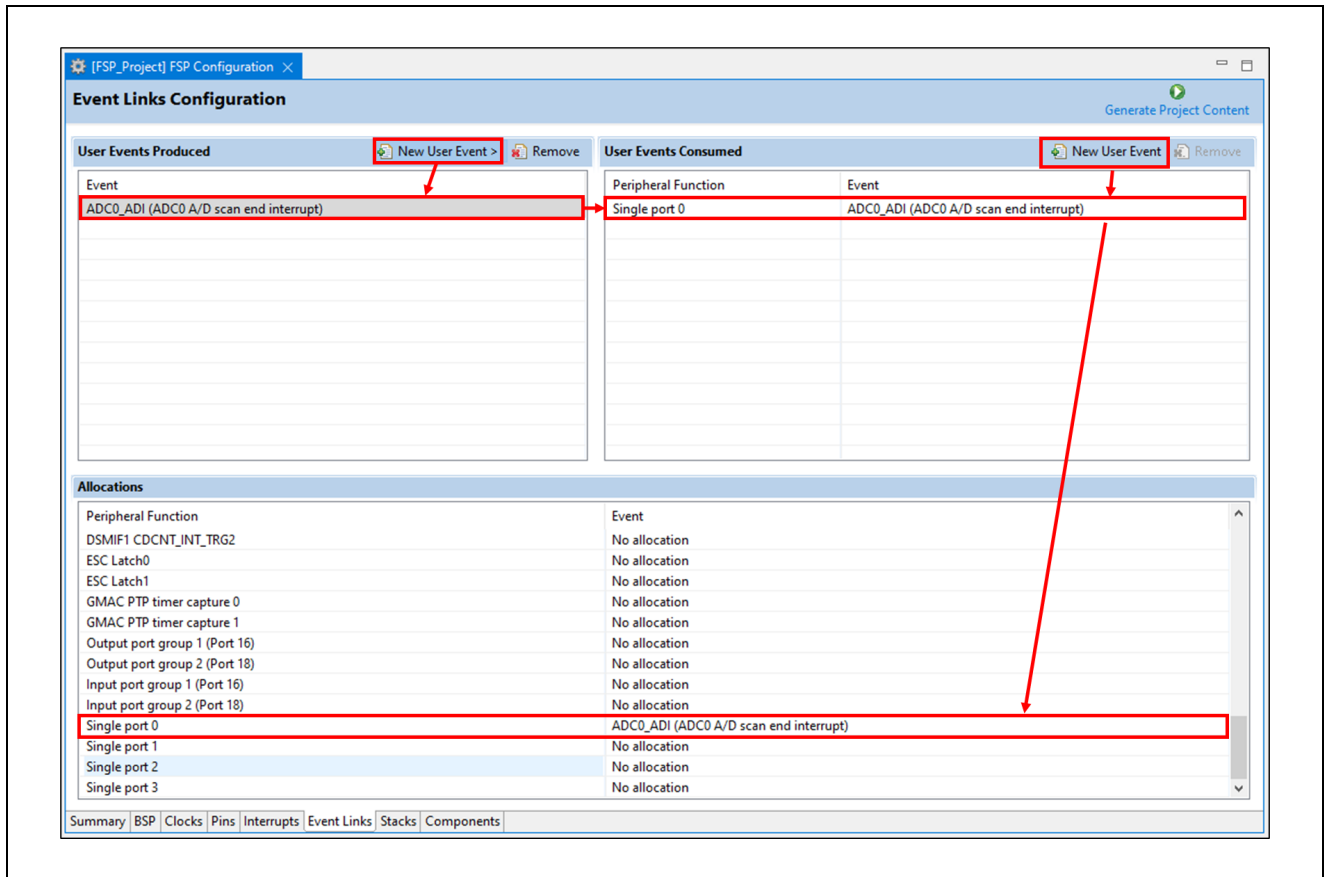 [FSP_Project] FSP Configuration
Event Links Configuration
Generate Project Content
User Events Produced New User Event > Remove
User Events Consumed New User Event Remove
Event
ADC0_ADI (ADC0 A/D scan end interrupt)
Peripheral Function Event
Single port 0 ADC0_ADI (ADC0 A/D scan end interrupt)
Allocations
Peripheral Function Event
DSMIF1 CDCNT_INT_TRG2 No allocation
ESC Latch0 No allocation
ESC Latch1 No allocation
GMAC PTP timer capture 0 No allocation
GMAC PTP timer capture 1 No allocation
Output port group 1 (Port 16) No allocation
Output port group 2 (Port 18) No allocation
Input port group 1 (Port 16) No allocation
Input port group 2 (Port 18) No allocation
Single port 0 ADC0_ADI (ADC0 A/D scan end interrupt)
Single port 1 No allocation
Single port 2 No allocation
Single port 3 No allocation
Summary BSP Clocks Pins Interrupts Event Links Stacks Components